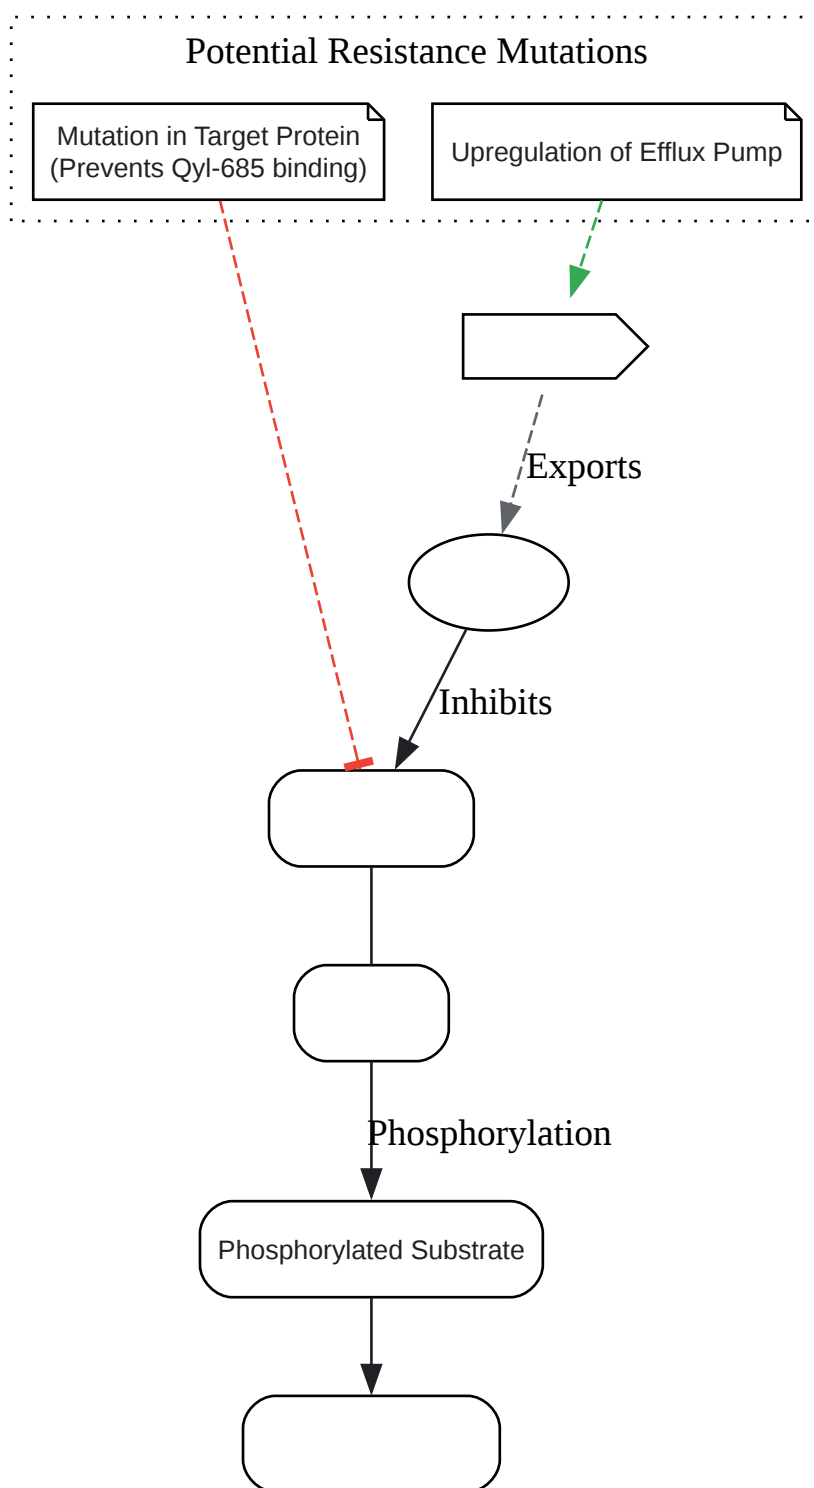 Potential Resistance Mutations
Mutation in Target Protein
(Prevents Qyl-685 binding)
Upregulation of Efflux Pump
Exports
Inhibits
Phosphorylation
Phosphorylated Substrate